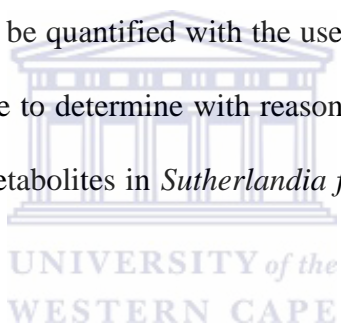 be quantified with the use
e to determine with reason
etabolites in Sutherlandia f
UNIVERSITY of the
WESTERN CAPE